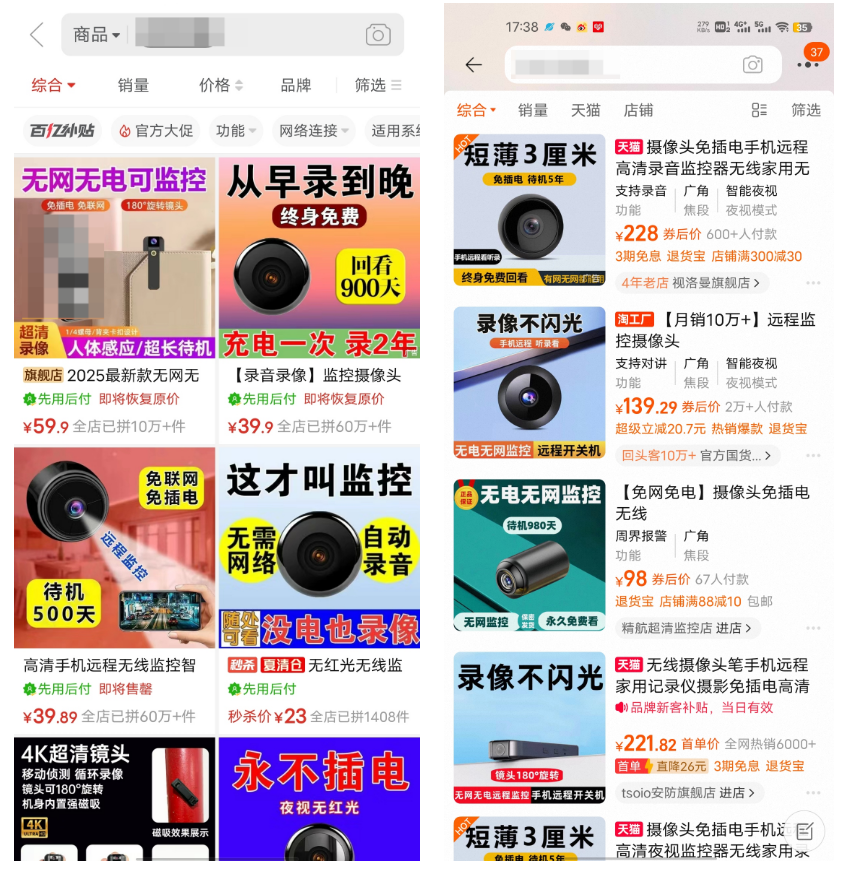 商品
综合
销量
价格
品牌
筛选
百亿补贴
官方大促
功能
网络连接
适用系统
无网无电可监控
免插电 免联网
180°旋转镜头
超清
录像
1/4螺母/背夹卡扣设计
人体感应/超长待机
旗舰店 2025最新款无网无
先用后付 即将恢复原价
¥59.9 全店已拼10万+件
从早录到晚
终身免费
回看
900天
充电一次 录2年
【录音录像】监控摄像头
先用后付 即将恢复原价
¥39.9 全店已拼60万+件
免联网
免插电
远程监控
待机
500天
高清手机远程无线监控智
先用后付 即将售罄
¥39.89 全店已拼60万+件
这才叫监控
无需
网络
自动
录音
随处
可看
没电也录像
秒杀 夏清仓 无红光无线监
先用后付
秒杀价¥23 全店已拼1408件
4K超清镜头
移动侦测 循环录像
镜头可180°旋转
机身内置强磁吸
4K
磁吸效果展示
永不插电
夜视无红光
17:38
279
KB/s
HD
4G
5G
35
37
综合
销量
天猫
店铺
筛选
HOT
短薄3厘米
免插电 待机5年
手机远程看听录
终身免费回看
有网无网
天猫 摄像头免插电手机远程
高清录音监控器无线家用无
支持录音 广角 智能夜视
功能 焦段 夜视模式
¥228 券后价 600+人付款
3期免息 退货宝 店铺满300减30
4年老店 视洛曼旗舰店
录像不闪光
手机远程 听录看
无电无网监控 远程开关机
淘工厂 【月销10万+】远程监
控摄像头
支持对讲 广角 智能夜视
功能 焦段 夜视模式
¥139.29 券后价 2万+人付款
超级立减20.7元 热销爆款 退货宝
回头客10万+ 官方国货...
正品
保证
无电无网监控
待机980天
无网监控
保密
发货
永久免费看
【免网免电】摄像头免插电
无线
周界报警 广角
功能 焦段
¥98 券后价 67人付款
退货宝 店铺满88减10 包邮
精航超清监控店 进店
录像不闪光
镜头180°旋转
无网无电远程监控 手机远程开关机
天猫 无线摄像头笔手机远程
家用记录仪摄影免插电高清
品牌新客补贴，当日有效
¥221.82 首单价 全网热销6000+
首单 直降26元 3期免息 退货宝
tsoio安防旗舰店 进店
HOT
短薄3厘米
免插电 待机5年
天猫 摄像头免插电手机远
高清夜视监控器无线家用录